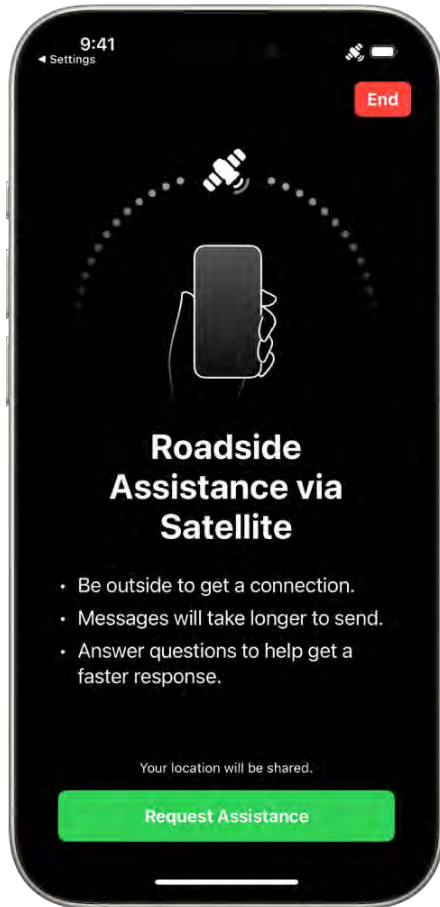 9:41
◀ Settings
End
Roadside
Assistance via
Satellite
• Be outside to get a connection.
• Messages will take longer to send.
• Answer questions to help get a
faster response.
Your location will be shared.
Request Assistance